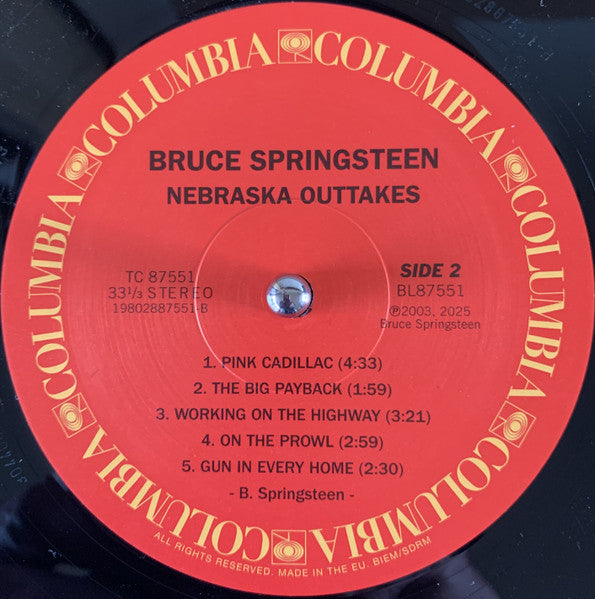 COLUMBIA COLUMBIA COLUMBIA COLUMBIA COLUMBIA COLUMBIA COLUMBIA COLUMBIA
BRUCE SPRINGSTEEN
NEBRASKA OUTTAKES
TC 87551
33⅓ STEREO
19802887551-B
SIDE 2
BL87551
℗2003, 2025
Bruce Springsteen
1. PINK CADILLAC (4:33)
2. THE BIG PAYBACK (1:59)
3. WORKING ON THE HIGHWAY (3:21)
4. ON THE PROWL (2:59)
5. GUN IN EVERY HOME (2:30)
- B. Springsteen -
ALL RIGHTS RESERVED. MADE IN THE EU. BIEM/SDRM